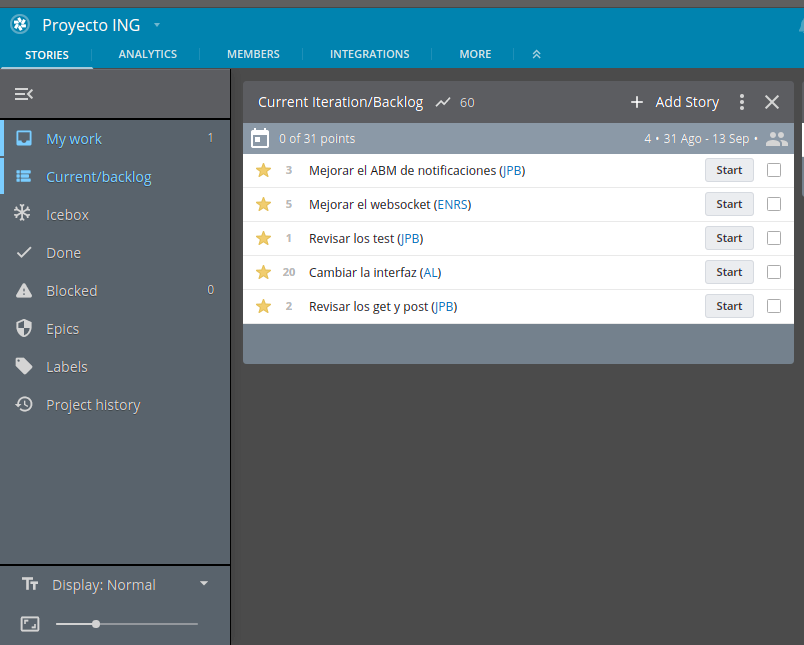 Proyecto ING
STORIES ANALYTICS MEMBERS INTEGRATIONS MORE
My work 1
Current/backlog
Icebox
Done
Blocked 0
Epics
Labels
Project history
Display: Normal
Current Iteration/Backlog 60 + Add Story
0 of 31 points 4 • 31 Ago - 13 Sep •
3 Mejorar el ABM de notificaciones (JPB) Start
5 Mejorar el websocket (ENRS) Start
1 Revisar los test (JPB) Start
20 Cambiar la interfaz (AL) Start
2 Revisar los get y post (JPB) Start